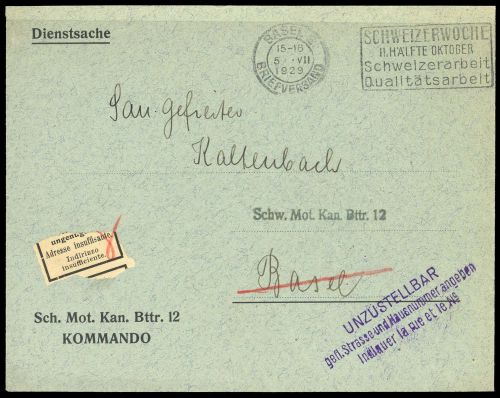 Dienstsache
BASEL 2
15-16
5. VII
1929
BRIEFVERSAND
SCHWEIZERWOCHE
II. HÄLFTE OKTOBER
Schweizerarbeit
Qualitätsarbeit
San. gefreiter
Kaltenbach
Schw. Mot. Kan. Bttr. 12
Basel
Adresse insuffisante.
Indirizzo
insufficiente.
Sch. Mot. Kan. Bttr. 12
KOMMANDO
UNZUSTELLBAR
gefl. Strasse und Hausnummer angeben
Indiquer la rue et le No